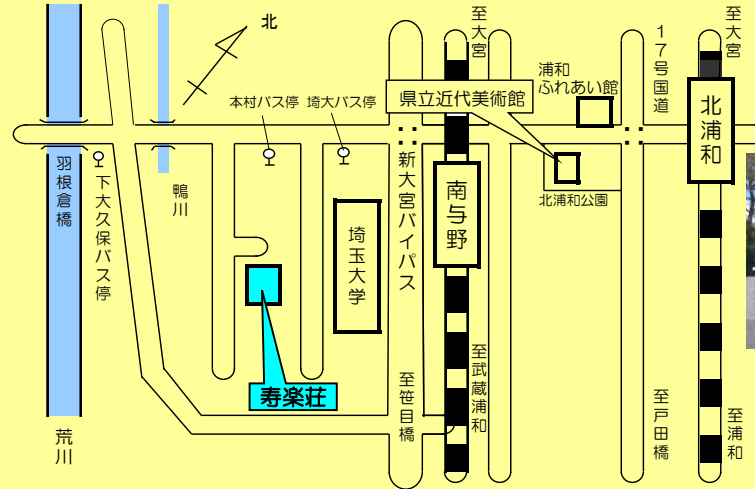 北
至大宮
至大宮
17号国道
浦和
ふれあい館
県立近代美術館
本村バス停
埼大バス停
北浦和
羽根倉橋
下大久保バス停
鴨川
新大宮バイパス
南与野
北浦和公園
埼玉大学
寿楽荘
至笹目橋
至武蔵浦和
至戸田橋
至浦和
荒川